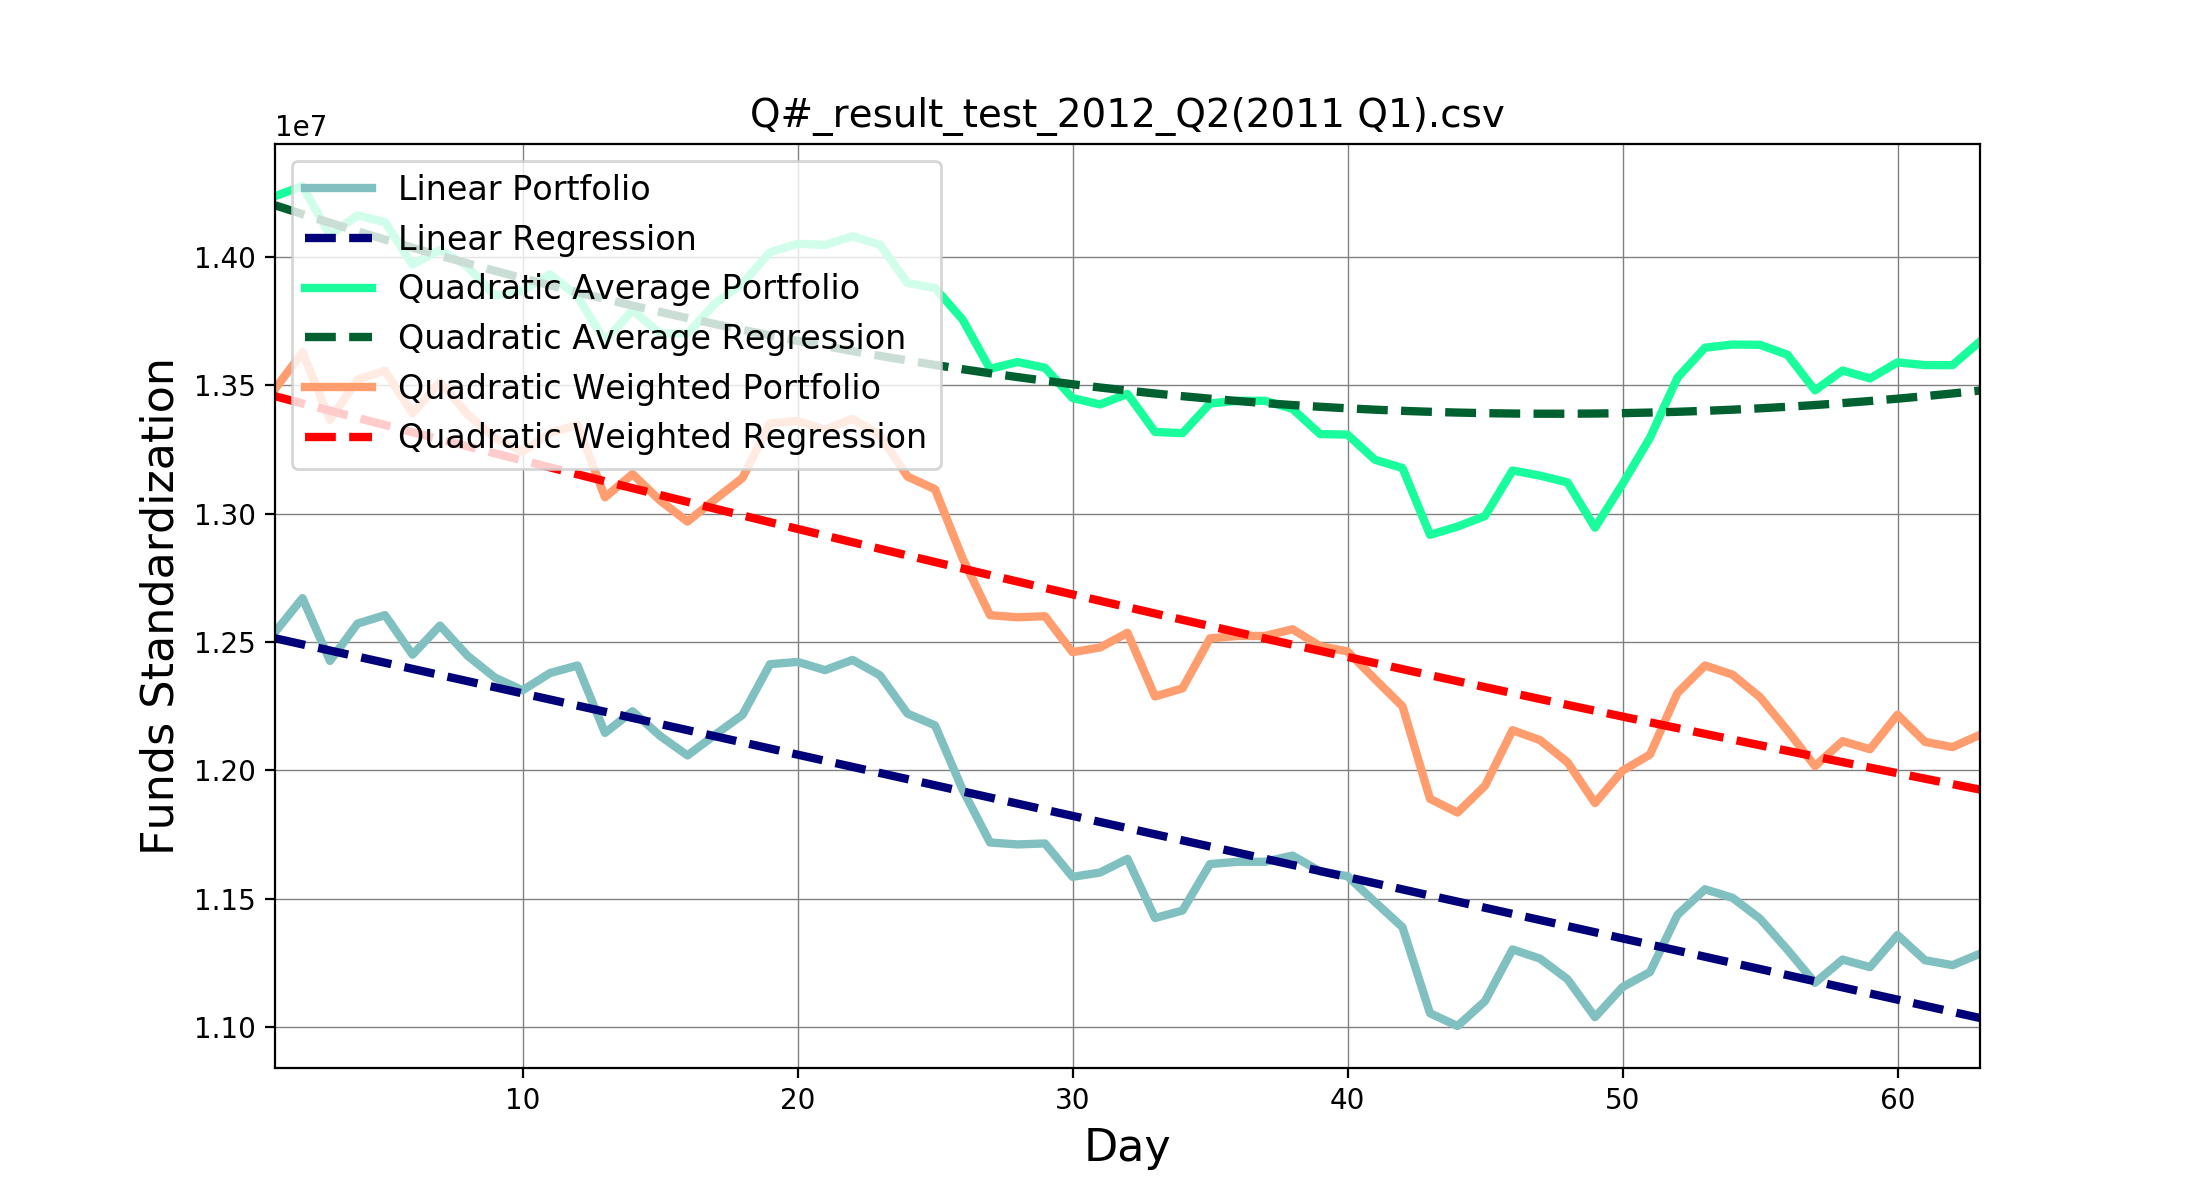 Q#_result_test_2012_Q2(2011 Q1).csv
1e7
Linear Portfolio
Linear Regression
Quadratic Average Portfolio
Quadratic Average Regression
Quadratic Weighted Portfolio
Quadratic Weighted Regression
1.40
1.35
1.30
1.25
1.20
1.15
1.10
Funds Standardization
10 20 30 40 50 60
Day